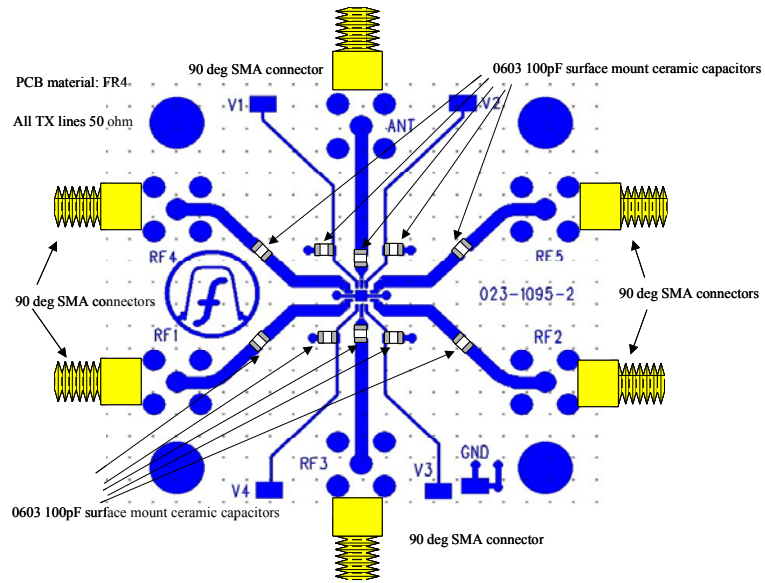 90 deg SMA connector
0603 100pF surface mount ceramic capacitors
PCB material: FR4
All TX lines 50 ohm
V1
V2
ANT
RF4
RF5
90 deg SMA connectors
023-1095-2
90 deg SMA connectors
f
RF1
RF2
RF3
GND
V4
V3
0603 100pF surface mount ceramic capacitors
90 deg SMA connector